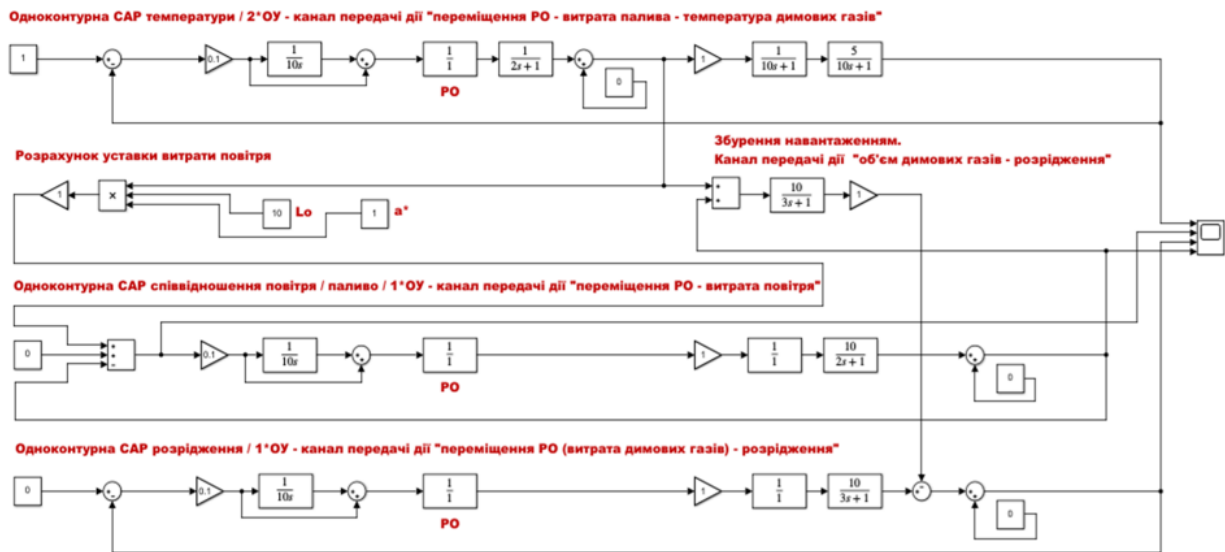 Одноконтурна САР температури / 2*ОУ - канал передачі дії "переміщення РО - витрата палива - температура димових газів"
1
0.1
1
10s
1
1
1
2s+1
0
1
1
10s+1
5
10s+1
РО
Розрахунок уставки витрати повітря
Збурення навантаженням.
Канал передачі дії "об'єм димових газів - розрідження"
1
×
10
Lo
1
a*
10
3s+1
1
Одноконтурна САР співвідношення повітря / паливо / 1*ОУ - канал передачі дії "переміщення РО - витрата повітря"
0
0.1
1
10s
1
1
1
1
1
10
2s+1
0
РО
Одноконтурна САР розрідження / 1*ОУ - канал передачі дії "переміщення РО (витрата димових газів) - розрідження"
0
0.1
1
10s
1
1
1
1
1
10
3s+1
0
РО